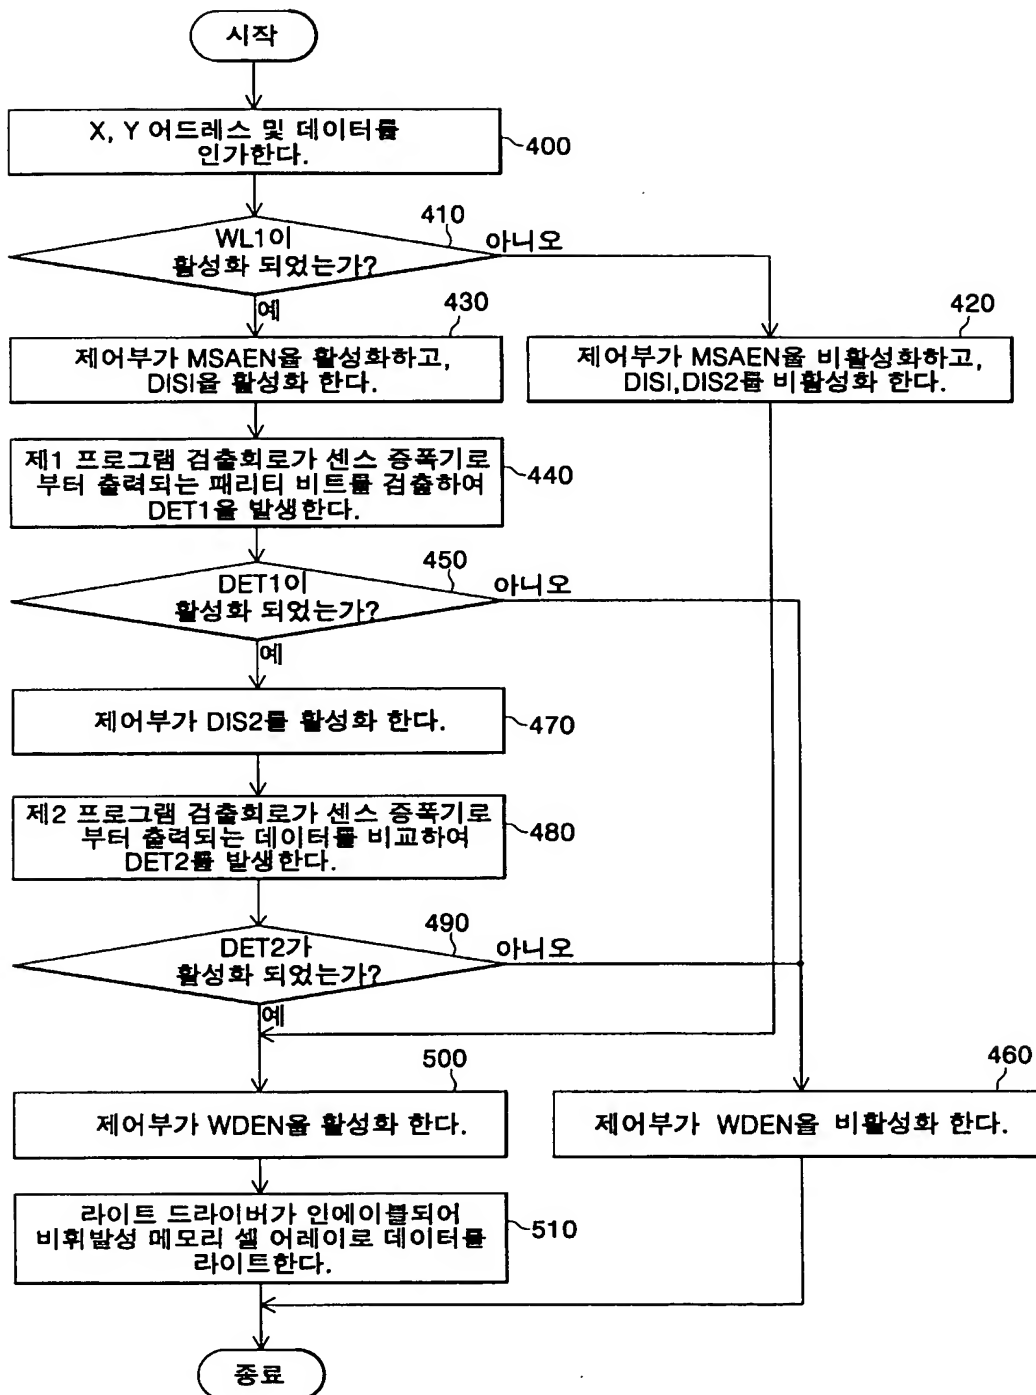 시작
X, Y 어드레스 및 데이터를
인가한다.
400
410
WL1이
활성화 되었는가?
아니오
예
430
제어부가 MSAEN을 활성화하고,
DISI을 활성화 한다.
420
제어부가 MSAEN을 비활성화하고,
DISI,DIS2를 비활성화 한다.
제1 프로그램 검출회로가 센스 증폭기로
부터 출력되는 패리티 비트를 검출하여
DET1을 발생한다.
440
450
DET1이
활성화 되었는가?
아니오
예
제어부가 DIS2를 활성화 한다.
470
제2 프로그램 검출회로가 센스 증폭기로
부터 출력되는 데이터를 비교하여
DET2를 발생한다.
480
490
DET2가
활성화 되었는가?
아니오
예
500
제어부가 WDEN을 활성화 한다.
460
제어부가 WDEN을 비활성화 한다.
라이트 드라이버가 인에이블되어
비휘발성 메모리 셀 어레이로 데이터를
라이트한다.
510
종료